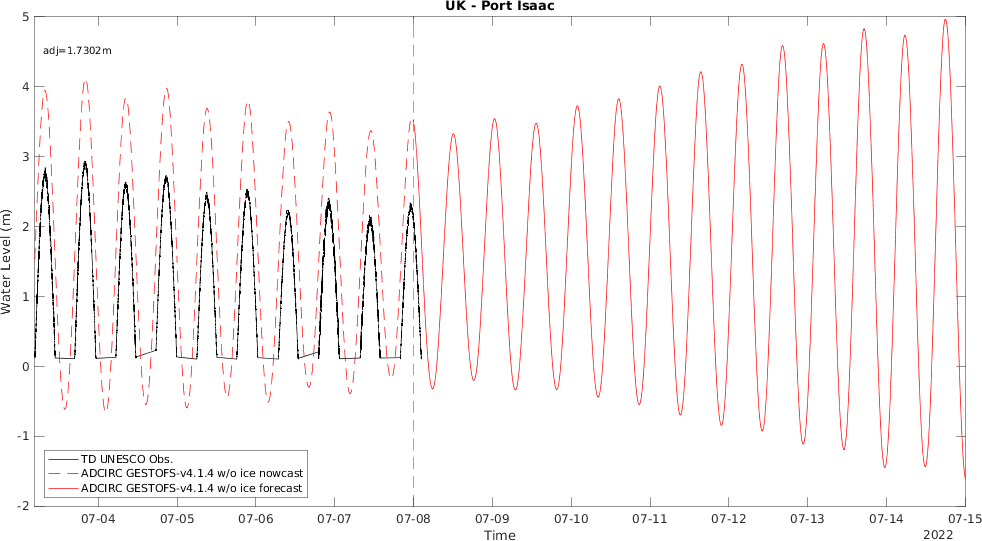 UK - Port Isaac
adj=1.7302m
5
4
3
2
1
0
-1
-2
Water Level (m)
TD UNESCO Obs.
ADCIRC GESTOFS-v4.1.4 w/o ice nowcast
ADCIRC GESTOFS-v4.1.4 w/o ice forecast
07-04 07-05 07-06 07-07 07-08 07-09 07-10 07-11 07-12 07-13 07-14 07-15
Time
2022